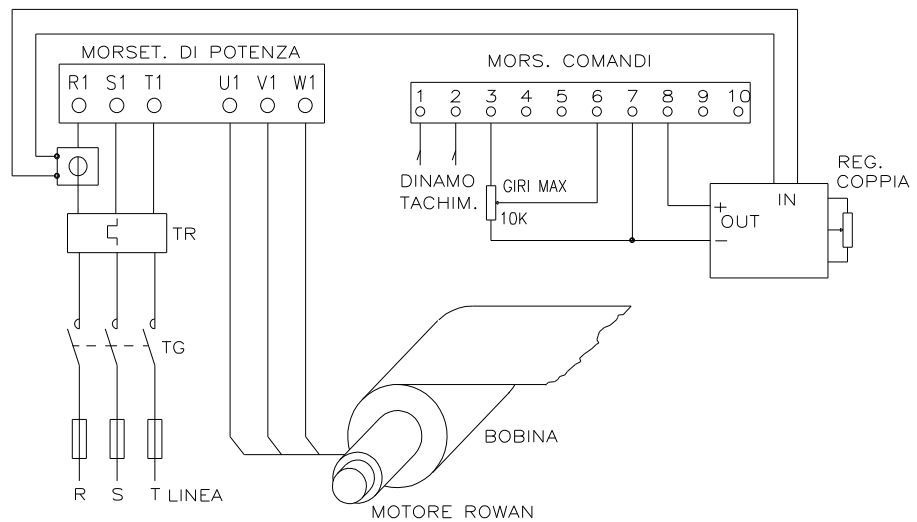 MORSET. DI POTENZA
R1 S1 T1 U1 V1 W1
MORS. COMANDI
1 2 3 4 5 6 7 8 9 10
DINAMO
TACHIM.
GIRI MAX
10K
REG.
COPPIA
IN
+
OUT
−
TR
TG
BOBINA
R S T LINEA
MOTORE ROWAN